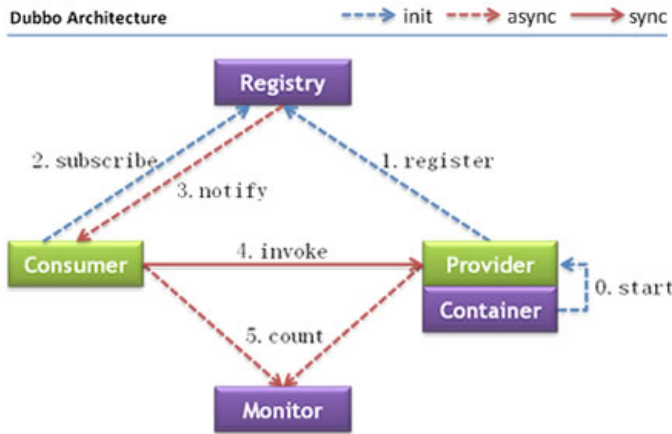 Dubbo Architecture
init
async
sync
Registry
2. subscribe
1. register
3. notify
4. invoke
Consumer
Provider
0. start
Container
5. count
Monitor